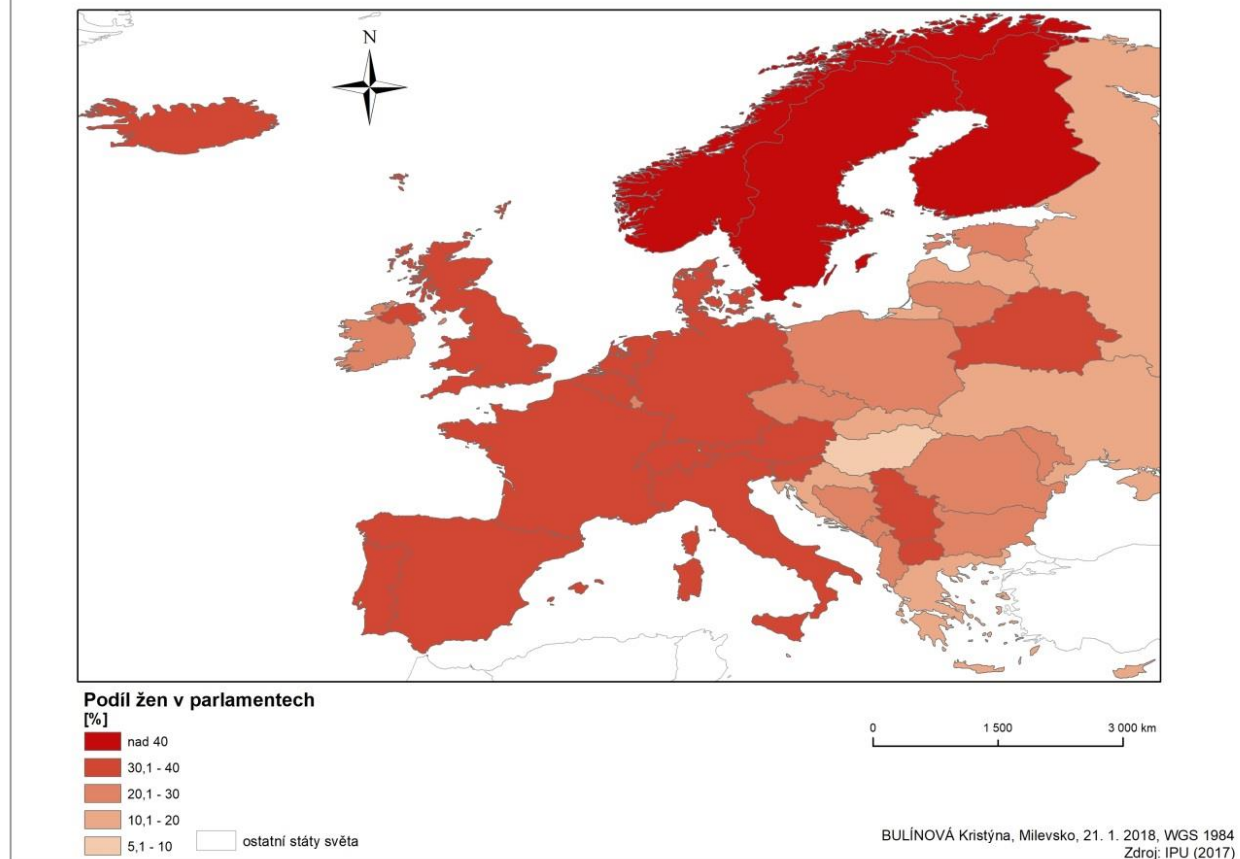 N
Podíl žen v parlamentech
[%]
nad 40
30,1 - 40
20,1 - 30
10,1 - 20
5,1 - 10
ostatní státy světa
0 1 500 3 000 km
BULÍNOVÁ Kristýna, Milevsko, 21. 1. 2018, WGS 1984
Zdroj: IPU (2017)